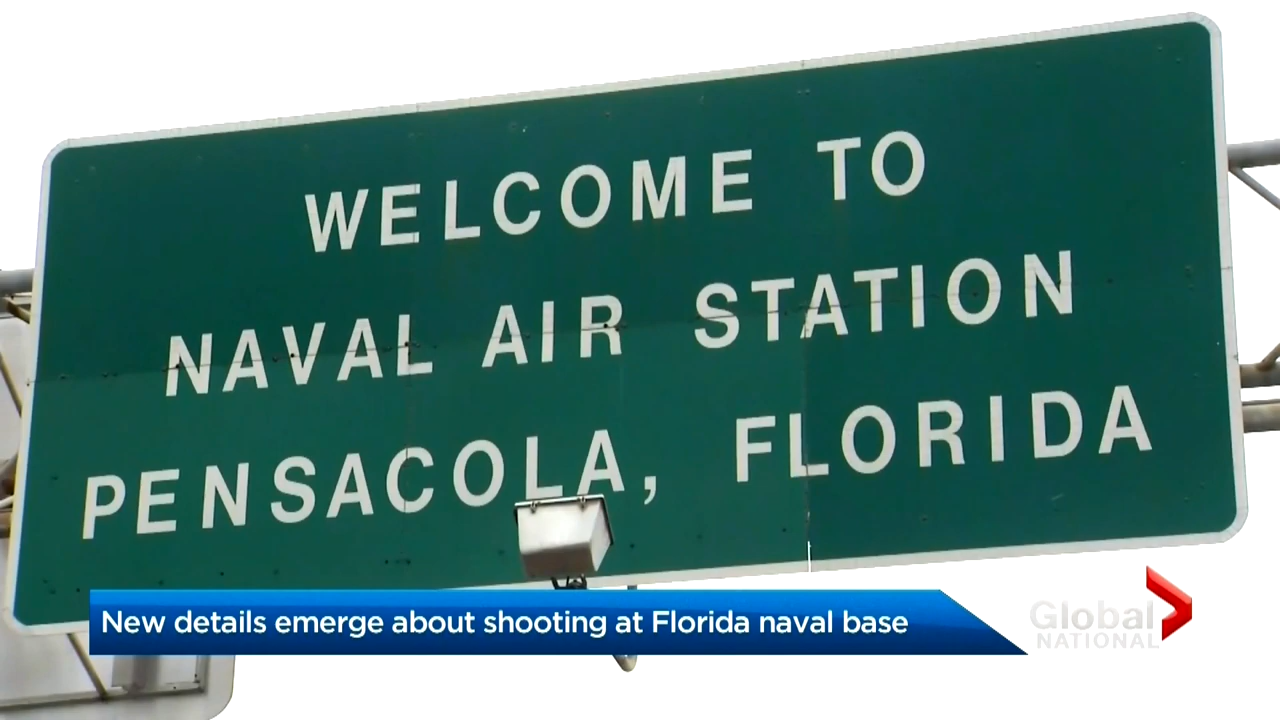 WELCOME TO
NAVAL AIR STATION
PENSACOLA, FLORIDA
New details emerge about shooting at Florida naval base
Global
NATIONAL